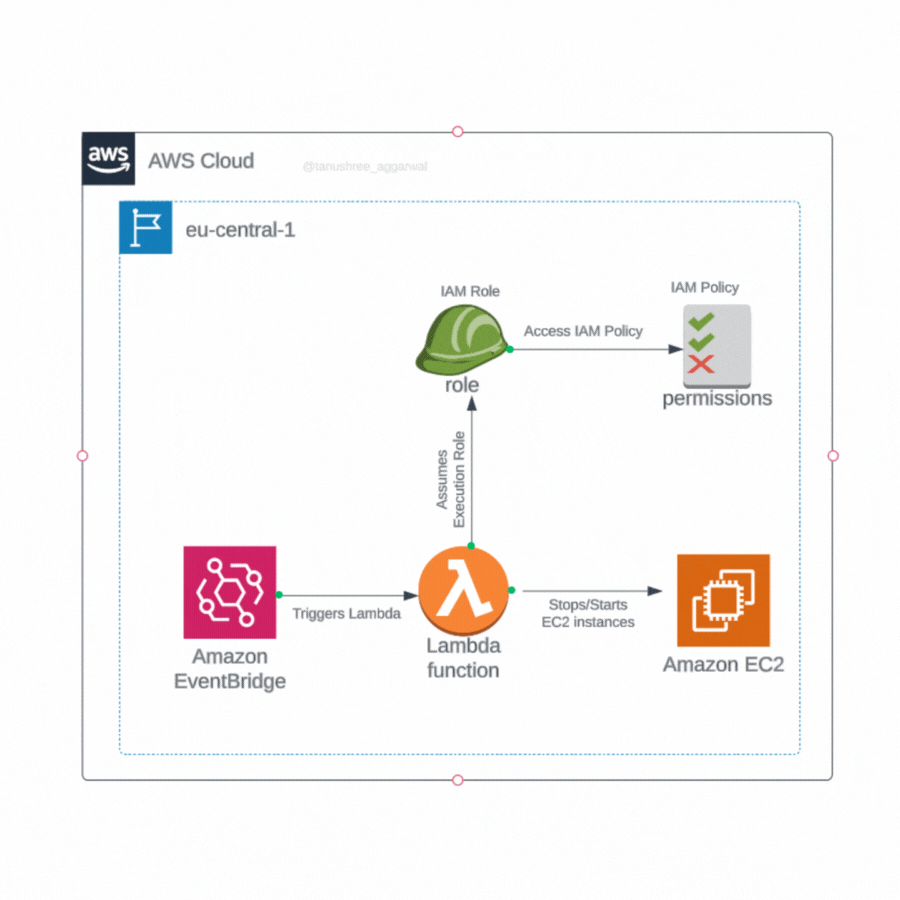 aws
AWS Cloud
@tanushree_aggarwal
eu-central-1
IAM Role
IAM Policy
Access IAM Policy
role
permissions
Assumes
Execution Role
Triggers Lambda
Stops/Starts
EC2 instances
Amazon
EventBridge
Lambda
function
Amazon EC2